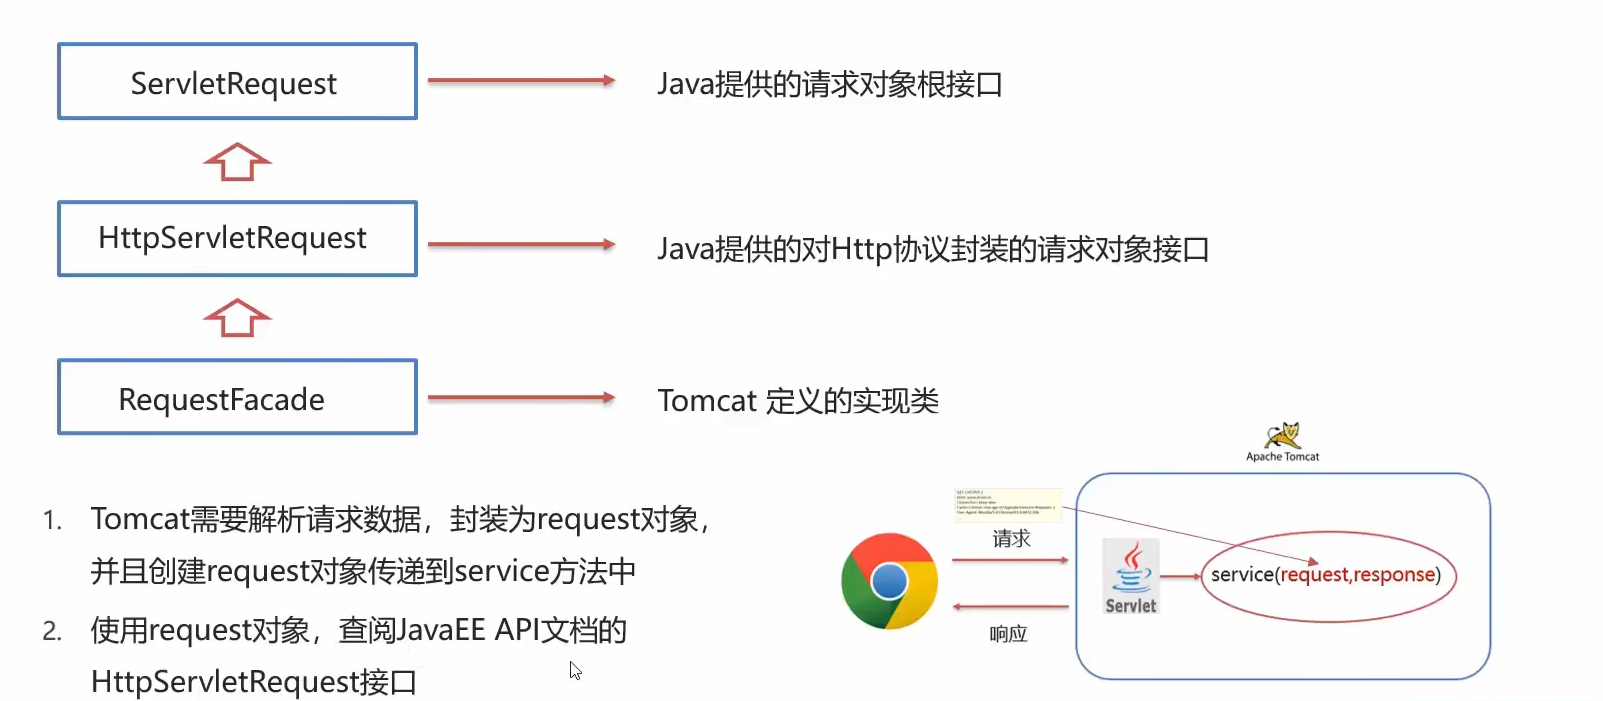 ServletRequest
Java提供的请求对象根接口
HttpServletRequest
Java提供的对Http协议封装的请求对象接口
RequestFacade
Tomcat 定义的实现类
1. Tomcat需要解析请求数据，封装为request对象，
并且创建request对象传递到service方法中
2. 使用request对象，查阅JavaEE API文档的
HttpServletRequest接口
Apache Tomcat
请求
响应
Servlet
service(request,response)